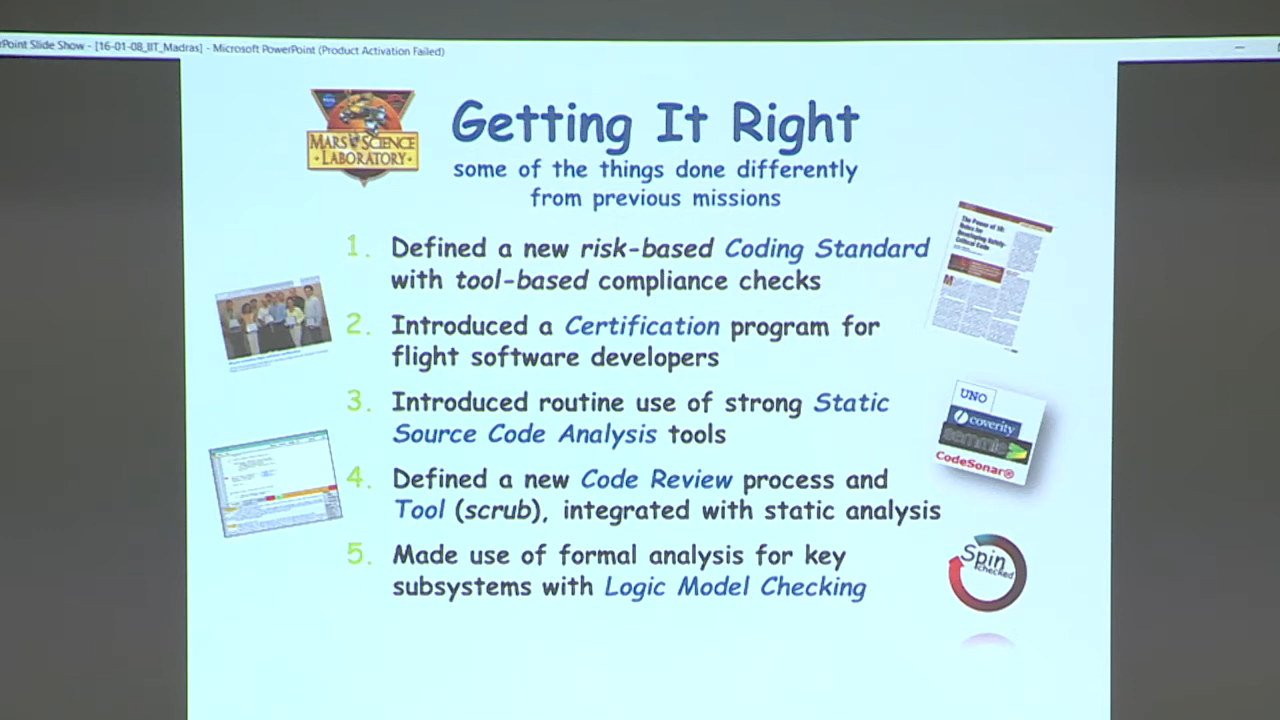 Point Slide Show - [16-01-08_IIT_Madras] - Microsoft PowerPoint (Product Activation Failed)
MARS SCIENCE
LABORATORY
Getting It Right
some of the things done differently
from previous missions
1. Defined a new risk-based Coding Standard
with tool-based compliance checks
2. Introduced a Certification program for
flight software developers
3. Introduced routine use of strong Static
Source Code Analysis tools
4. Defined a new Code Review process and
Tool (scrub), integrated with static analysis
5. Made use of formal analysis for key
subsystems with Logic Model Checking
The Power of 10:
Rules for
Developing Safety-
Critical Code
UNO
coverity
semmle
CodeSonar®
Spin
checked